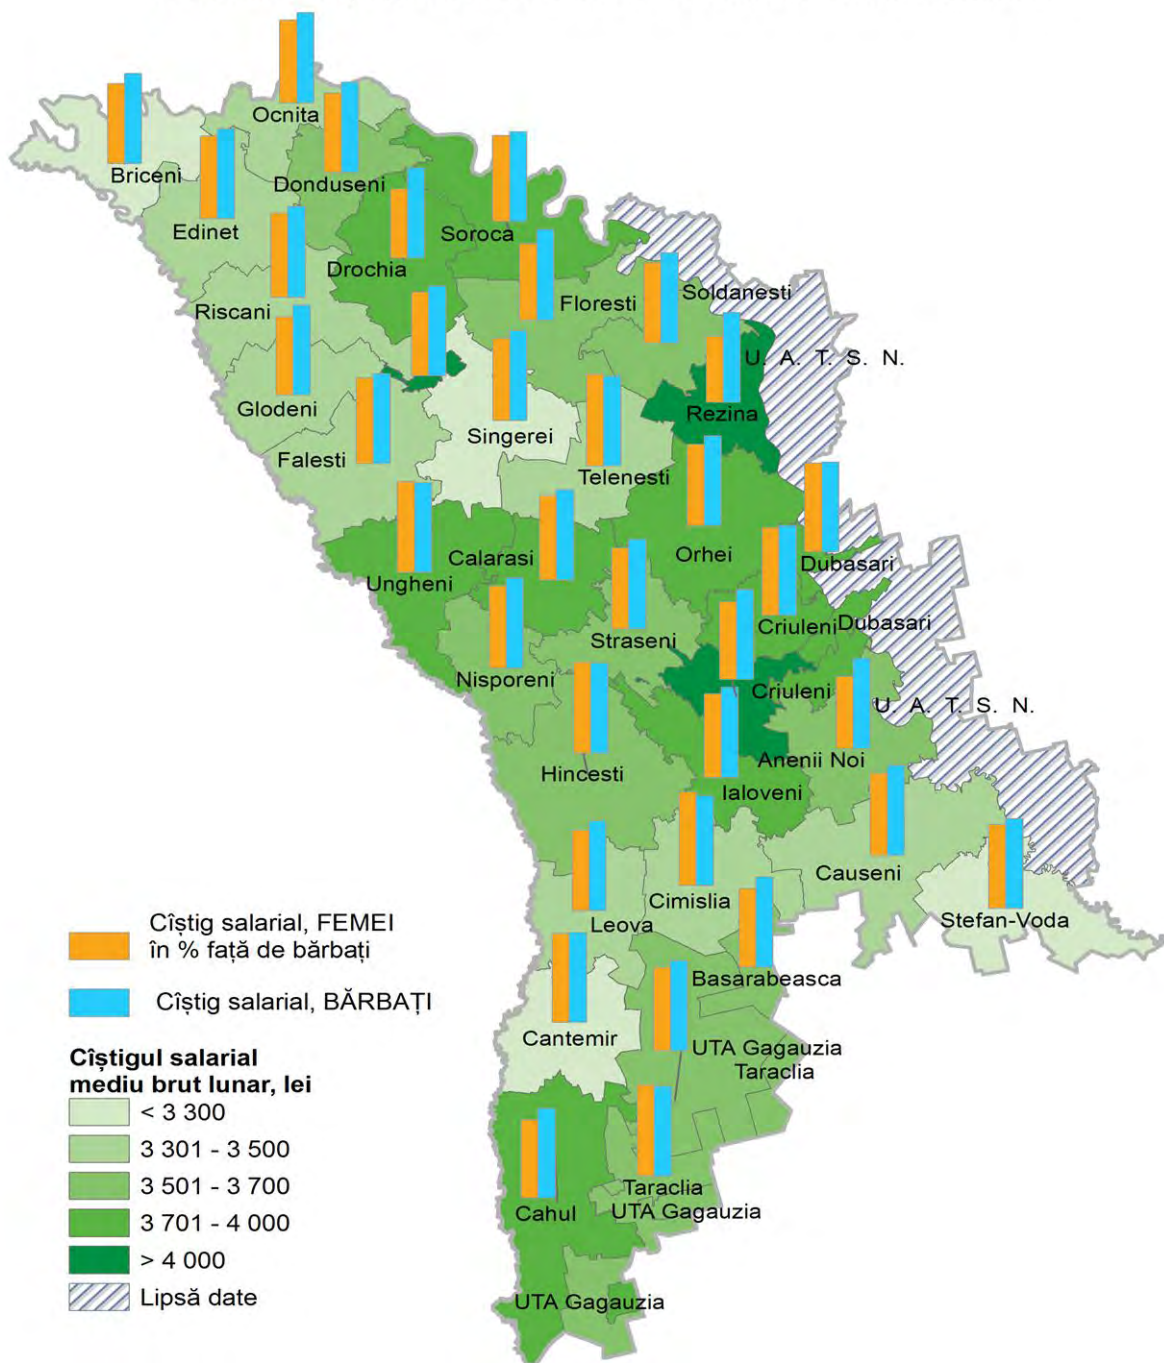 Ocnita
Briceni
Donduseni
Edinet
Soroca
Drochia
Soldanesti
Floresti
Riscani
U. A. T. S. N.
Glodeni
Rezina
Singerei
Falesti
Telenesti
Orhei
Calarasi
Dubasari
Ungheni
Dubasari
Criuleni
Straseni
Nisporeni
Criuleni
U. A. T. S. N.
Anenii Noi
Hincesti
Ialoveni
Causeni
Cimislia
Leova
Stefan-Voda
Cîștig salarial, FEMEI
în % față de bărbați
Basarabeasca
Cîștig salarial, BĂRBAȚI
Cantemir
UTA Gagauzia
Taraclia
Cîștigul salarial
mediu brut lunar, lei
< 3 300
3 301 - 3 500
3 501 - 3 700
3 701 - 4 000
> 4 000
Lipsă date
Taraclia
UTA Gagauzia
Cahul
UTA Gagauzia